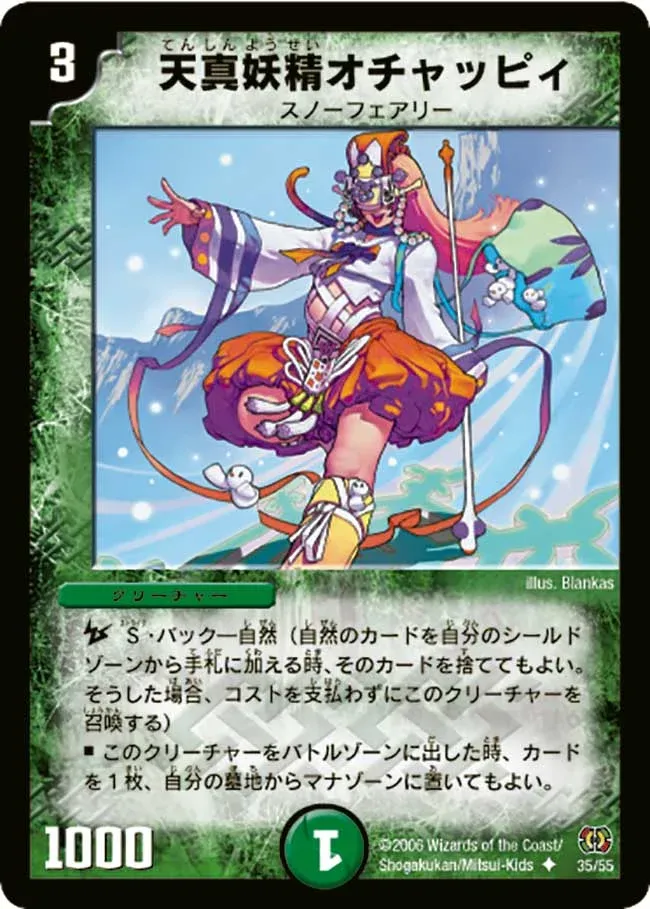 3
てんしんようせい
天真妖精オチャッピィ
スノーフェアリー
illus. Blankas
クリーチャー
S・バック—自然（自然のカードを自分のシールド
ゾーンから手札に加える時、そのカードを捨ててもよい。
そうした場合、コストを支払わずにこのクリーチャーを
召喚する）
■ このクリーチャーをバトルゾーンに出した時、カード
を１枚、自分の墓地からマナゾーンに置いてもよい。
1000
1
©2006 Wizards of the Coast/
Shogakukan/Mitsui-Kids
35/55